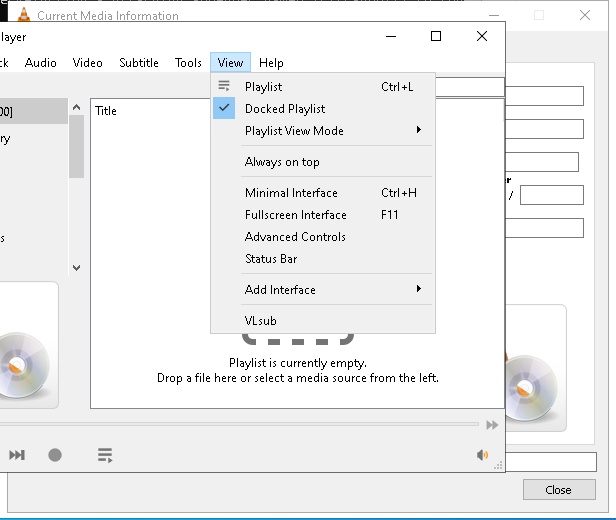 Current Media Information
layer
ck Audio Video Subtitle Tools View Help
Playlist Ctrl+L
Docked Playlist
Playlist View Mode
Always on top
Minimal Interface Ctrl+H
Fullscreen Interface F11
Advanced Controls
Status Bar
Add Interface
VLsub
00]
ry
s
Title
r
/
Playlist is currently empty.
Drop a file here or select a media source from the left.
Close